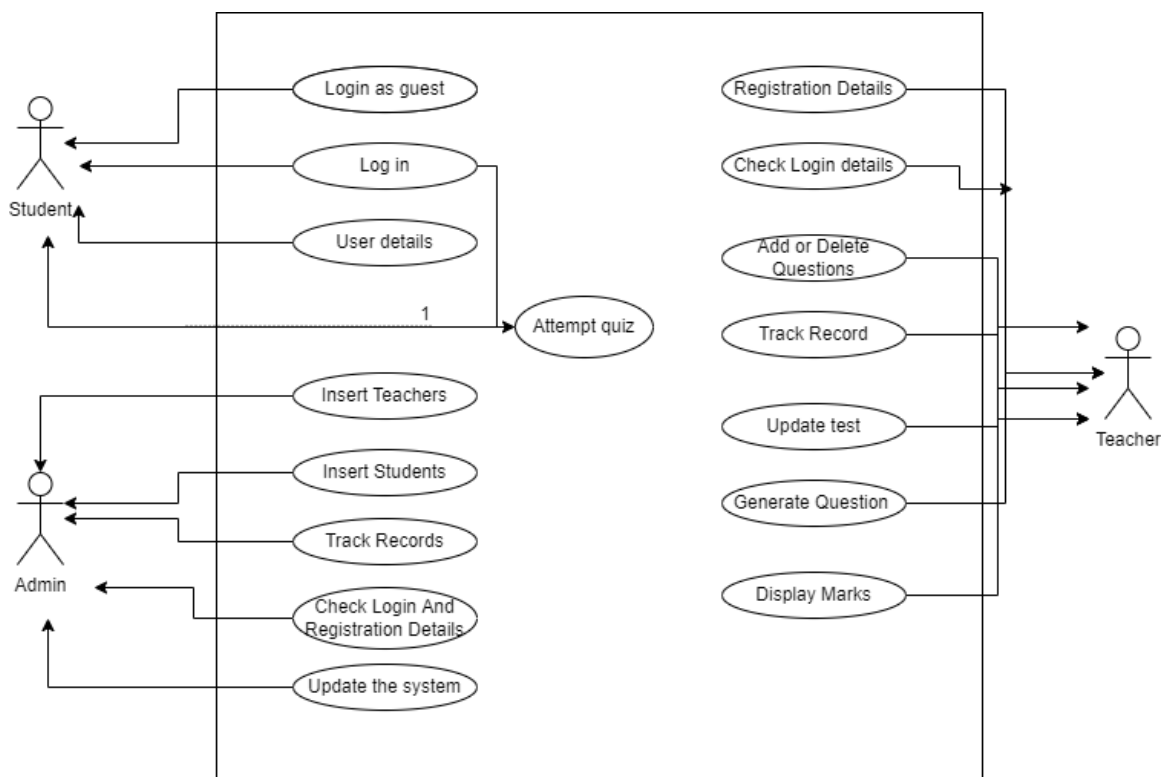 Login as guest
Registration Details
Log in
Check Login details
Student
User details
Add or Delete
Questions
1
Attempt quiz
Track Record
Insert Teachers
Update test
Teacher
Insert Students
Generate Question
Track Records
Admin
Check Login And
Registration Details
Display Marks
Update the system